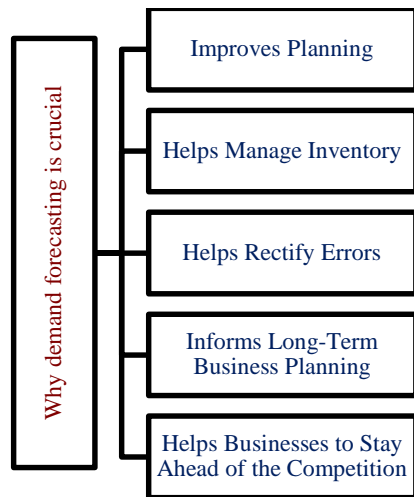 Why demand forecasting is crucial
Improves Planning
Helps Manage Inventory
Helps Rectify Errors
Informs Long-Term
Business Planning
Helps Businesses to Stay
Ahead of the Competition